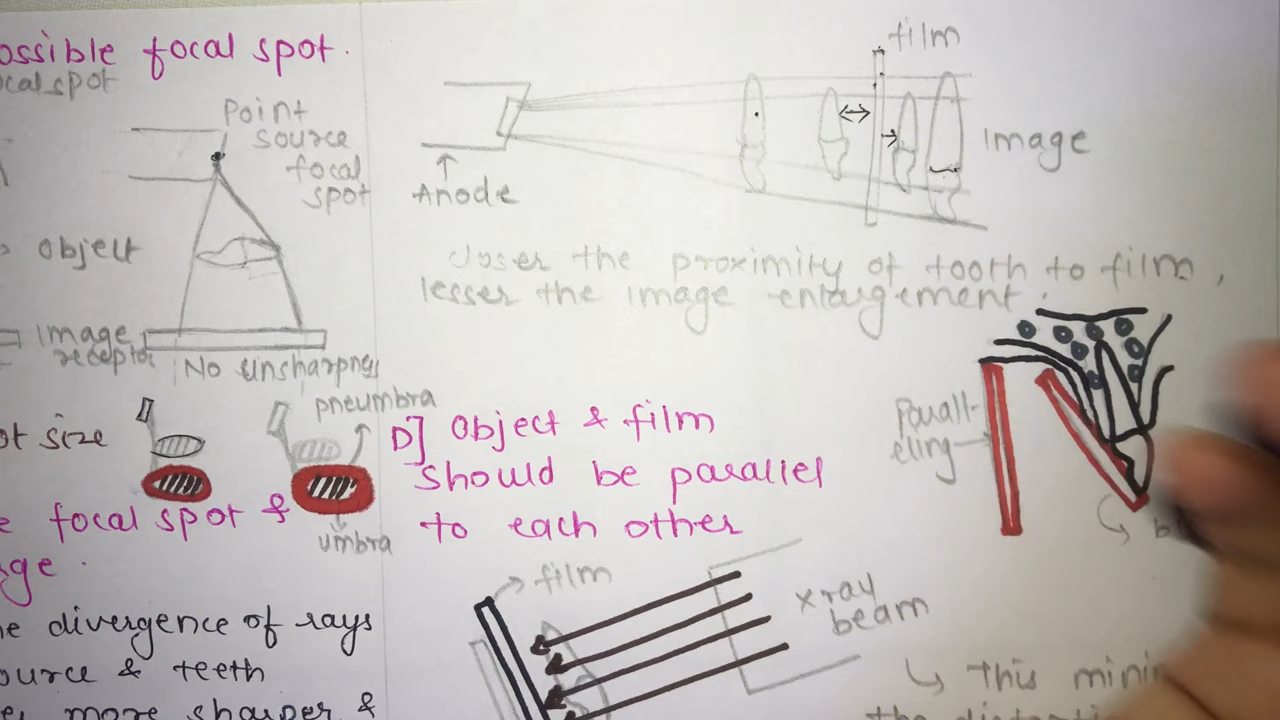 ossible focal spot.
ocal spot
Point
source
focal
spot
object
Image
receptor
No unsharpness
pneumbra
ot size
e focal spot &
umbra
ge.
e divergence of rays
ource & teeth
more sharper &
film
Image
Anode
closer the proximity of tooth to film,
lesser the image enlargement.
D] object & film
should be parallel
to each other
Parall-
eling
film
xray
beam
↳ This mini
the